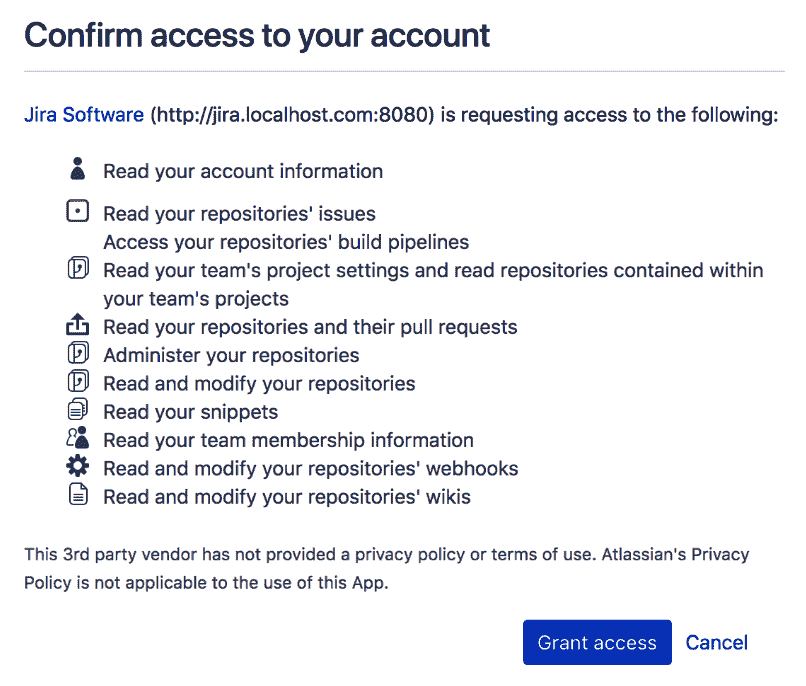 Confirm access to your account
Jira Software (http://jira.localhost.com:8080) is requesting access to the following:
Read your account information
Read your repositories' issues
Access your repositories' build pipelines
Read your team's project settings and read repositories contained within
your team's projects
Read your repositories and their pull requests
Administer your repositories
Read and modify your repositories
Read your snippets
Read your team membership information
Read and modify your repositories' webhooks
Read and modify your repositories' wikis
This 3rd party vendor has not provided a privacy policy or terms of use. Atlassian's Privacy
Policy is not applicable to the use of this App.
Grant access Cancel